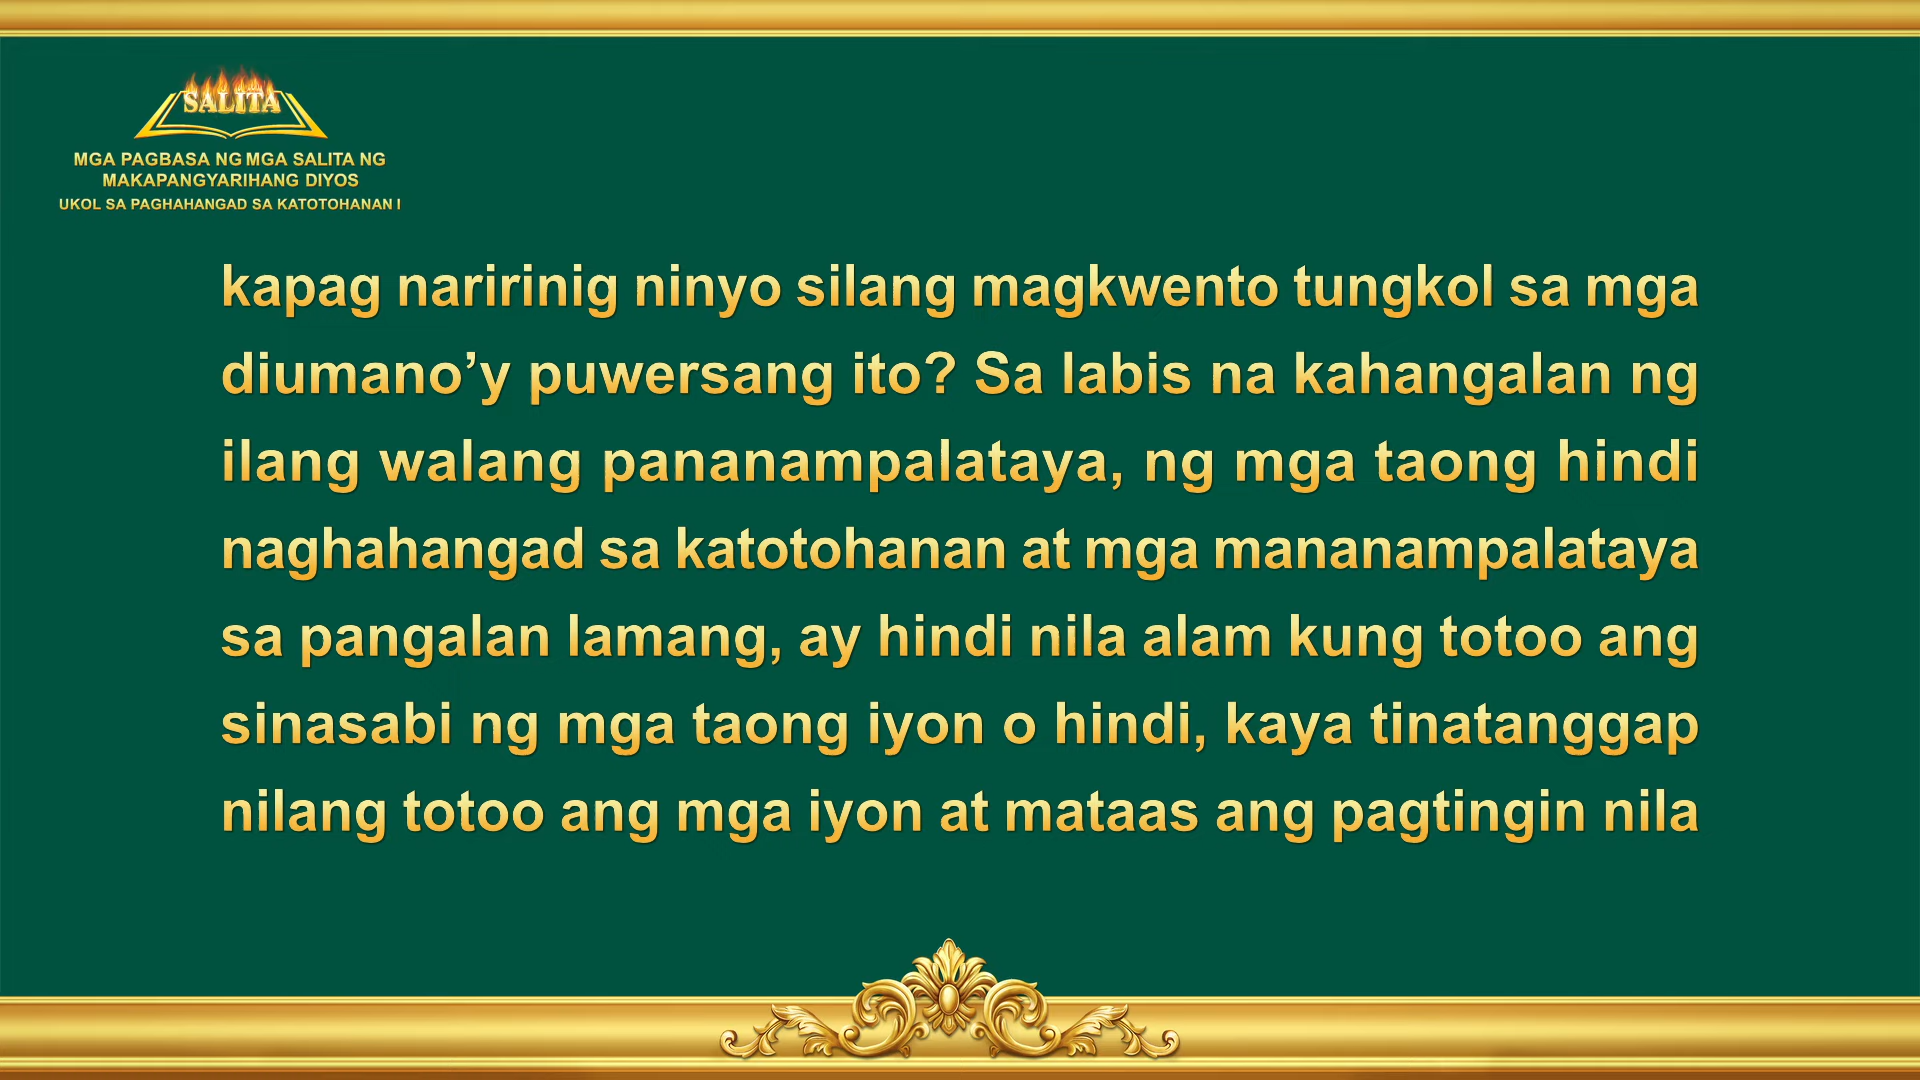 SALITA
MGA PAGBASA NG MGA SALITA NG
MAKAPANGYARIHANG DIYOS
UKOL SA PAGHAHANGAD SA KATOTOHANAN I
kapag naririnig ninyo silang magkwento tungkol sa mga
diumano’y puwersang ito? Sa labis na kahangalan ng
ilang walang pananampalataya, ng mga taong hindi
naghahangad sa katotohanan at mga mananampalataya
sa pangalan lamang, ay hindi nila alam kung totoo ang
sinasabi ng mga taong iyon o hindi, kaya tinatanggap
nilang totoo ang mga iyon at mataas ang pagtingin nila